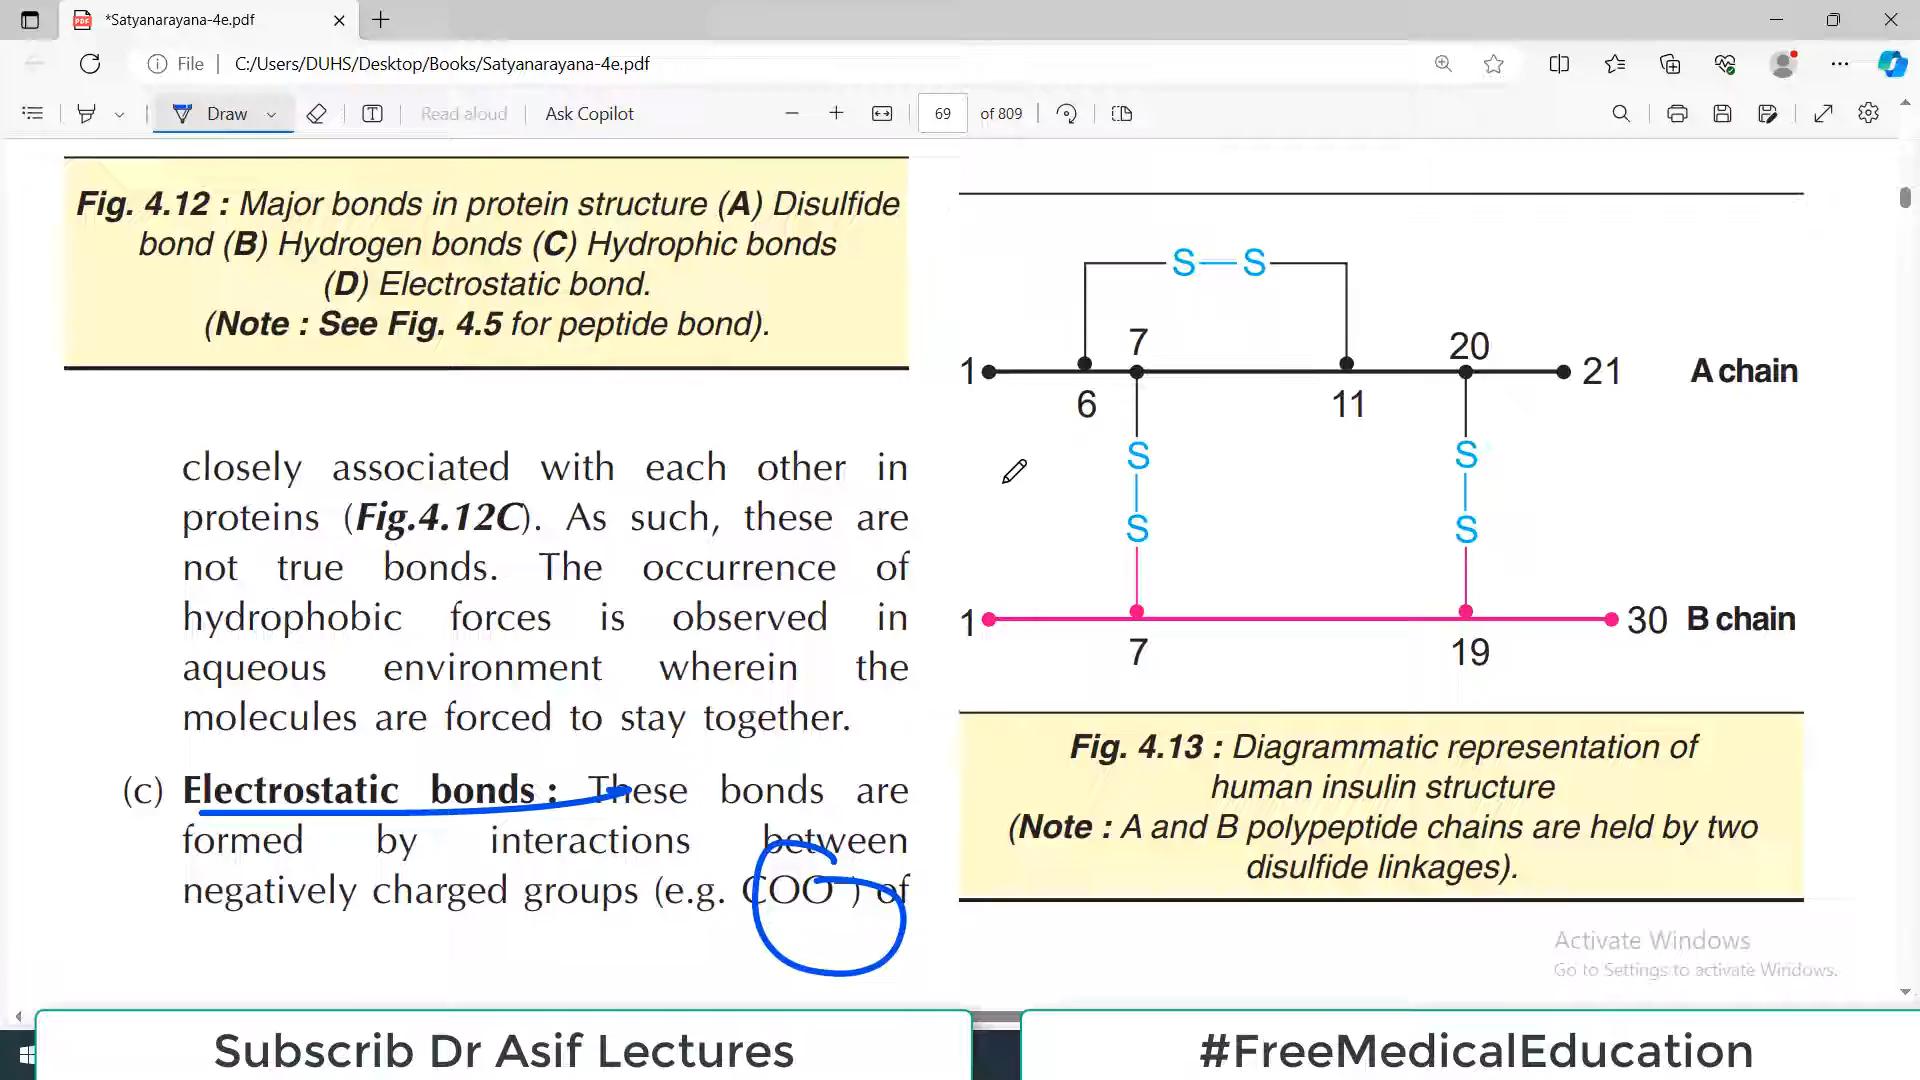 *Satyanarayana-4e.pdf
File
C:/Users/DUHS/Desktop/Books/Satyanarayana-4e.pdf
Draw
Read aloud
Ask Copilot
69 of 809
Fig. 4.12 : Major bonds in protein structure (A) Disulfide
bond (B) Hydrogen bonds (C) Hydrophic bonds
(D) Electrostatic bond.
(Note : See Fig. 4.5 for peptide bond).
closely associated with each other in
proteins (Fig.4.12C). As such, these are
not true bonds. The occurrence of
hydrophobic forces is observed in
aqueous environment wherein the
molecules are forced to stay together.
(c) Electrostatic bonds : These bonds are
formed by interactions between
negatively charged groups (e.g. COO⁻) of
S S
7 20
1 21 A chain
6 11
S S
S S
1 30 B chain
7 19
Fig. 4.13 : Diagrammatic representation of
human insulin structure
(Note : A and B polypeptide chains are held by two
disulfide linkages).
Activate Windows
Go to Settings to activate Windows.
Subscrib Dr Asif Lectures
#FreeMedicalEducation